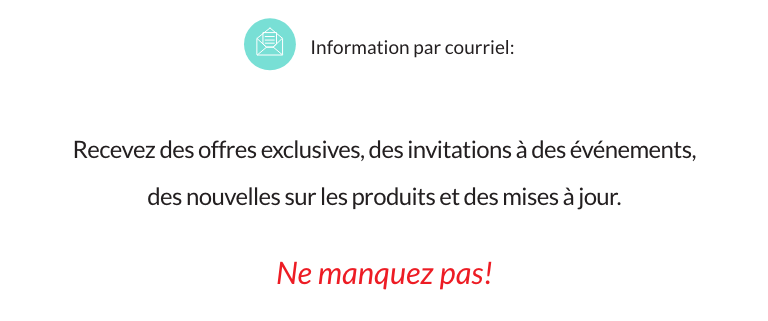 Information par courriel:
Recevez des offres exclusives, des invitations à des événements,
des nouvelles sur les produits et des mises à jour.
Ne manquez pas!